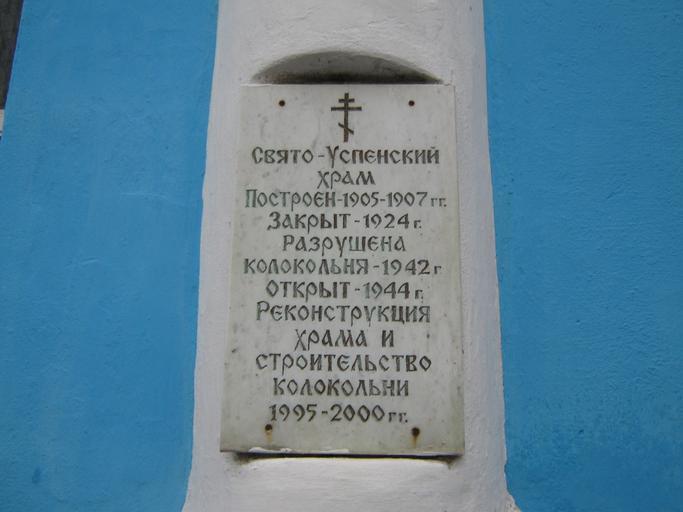 Свято-Успенский
храм
Построен-1905-1907 гг.
Закрыт-1924 г.
Разрушена
колокольня-1942 г
Открыт-1944 г.
Реконструкция
храма и
строительство
колокольни
1995-2000 гг.